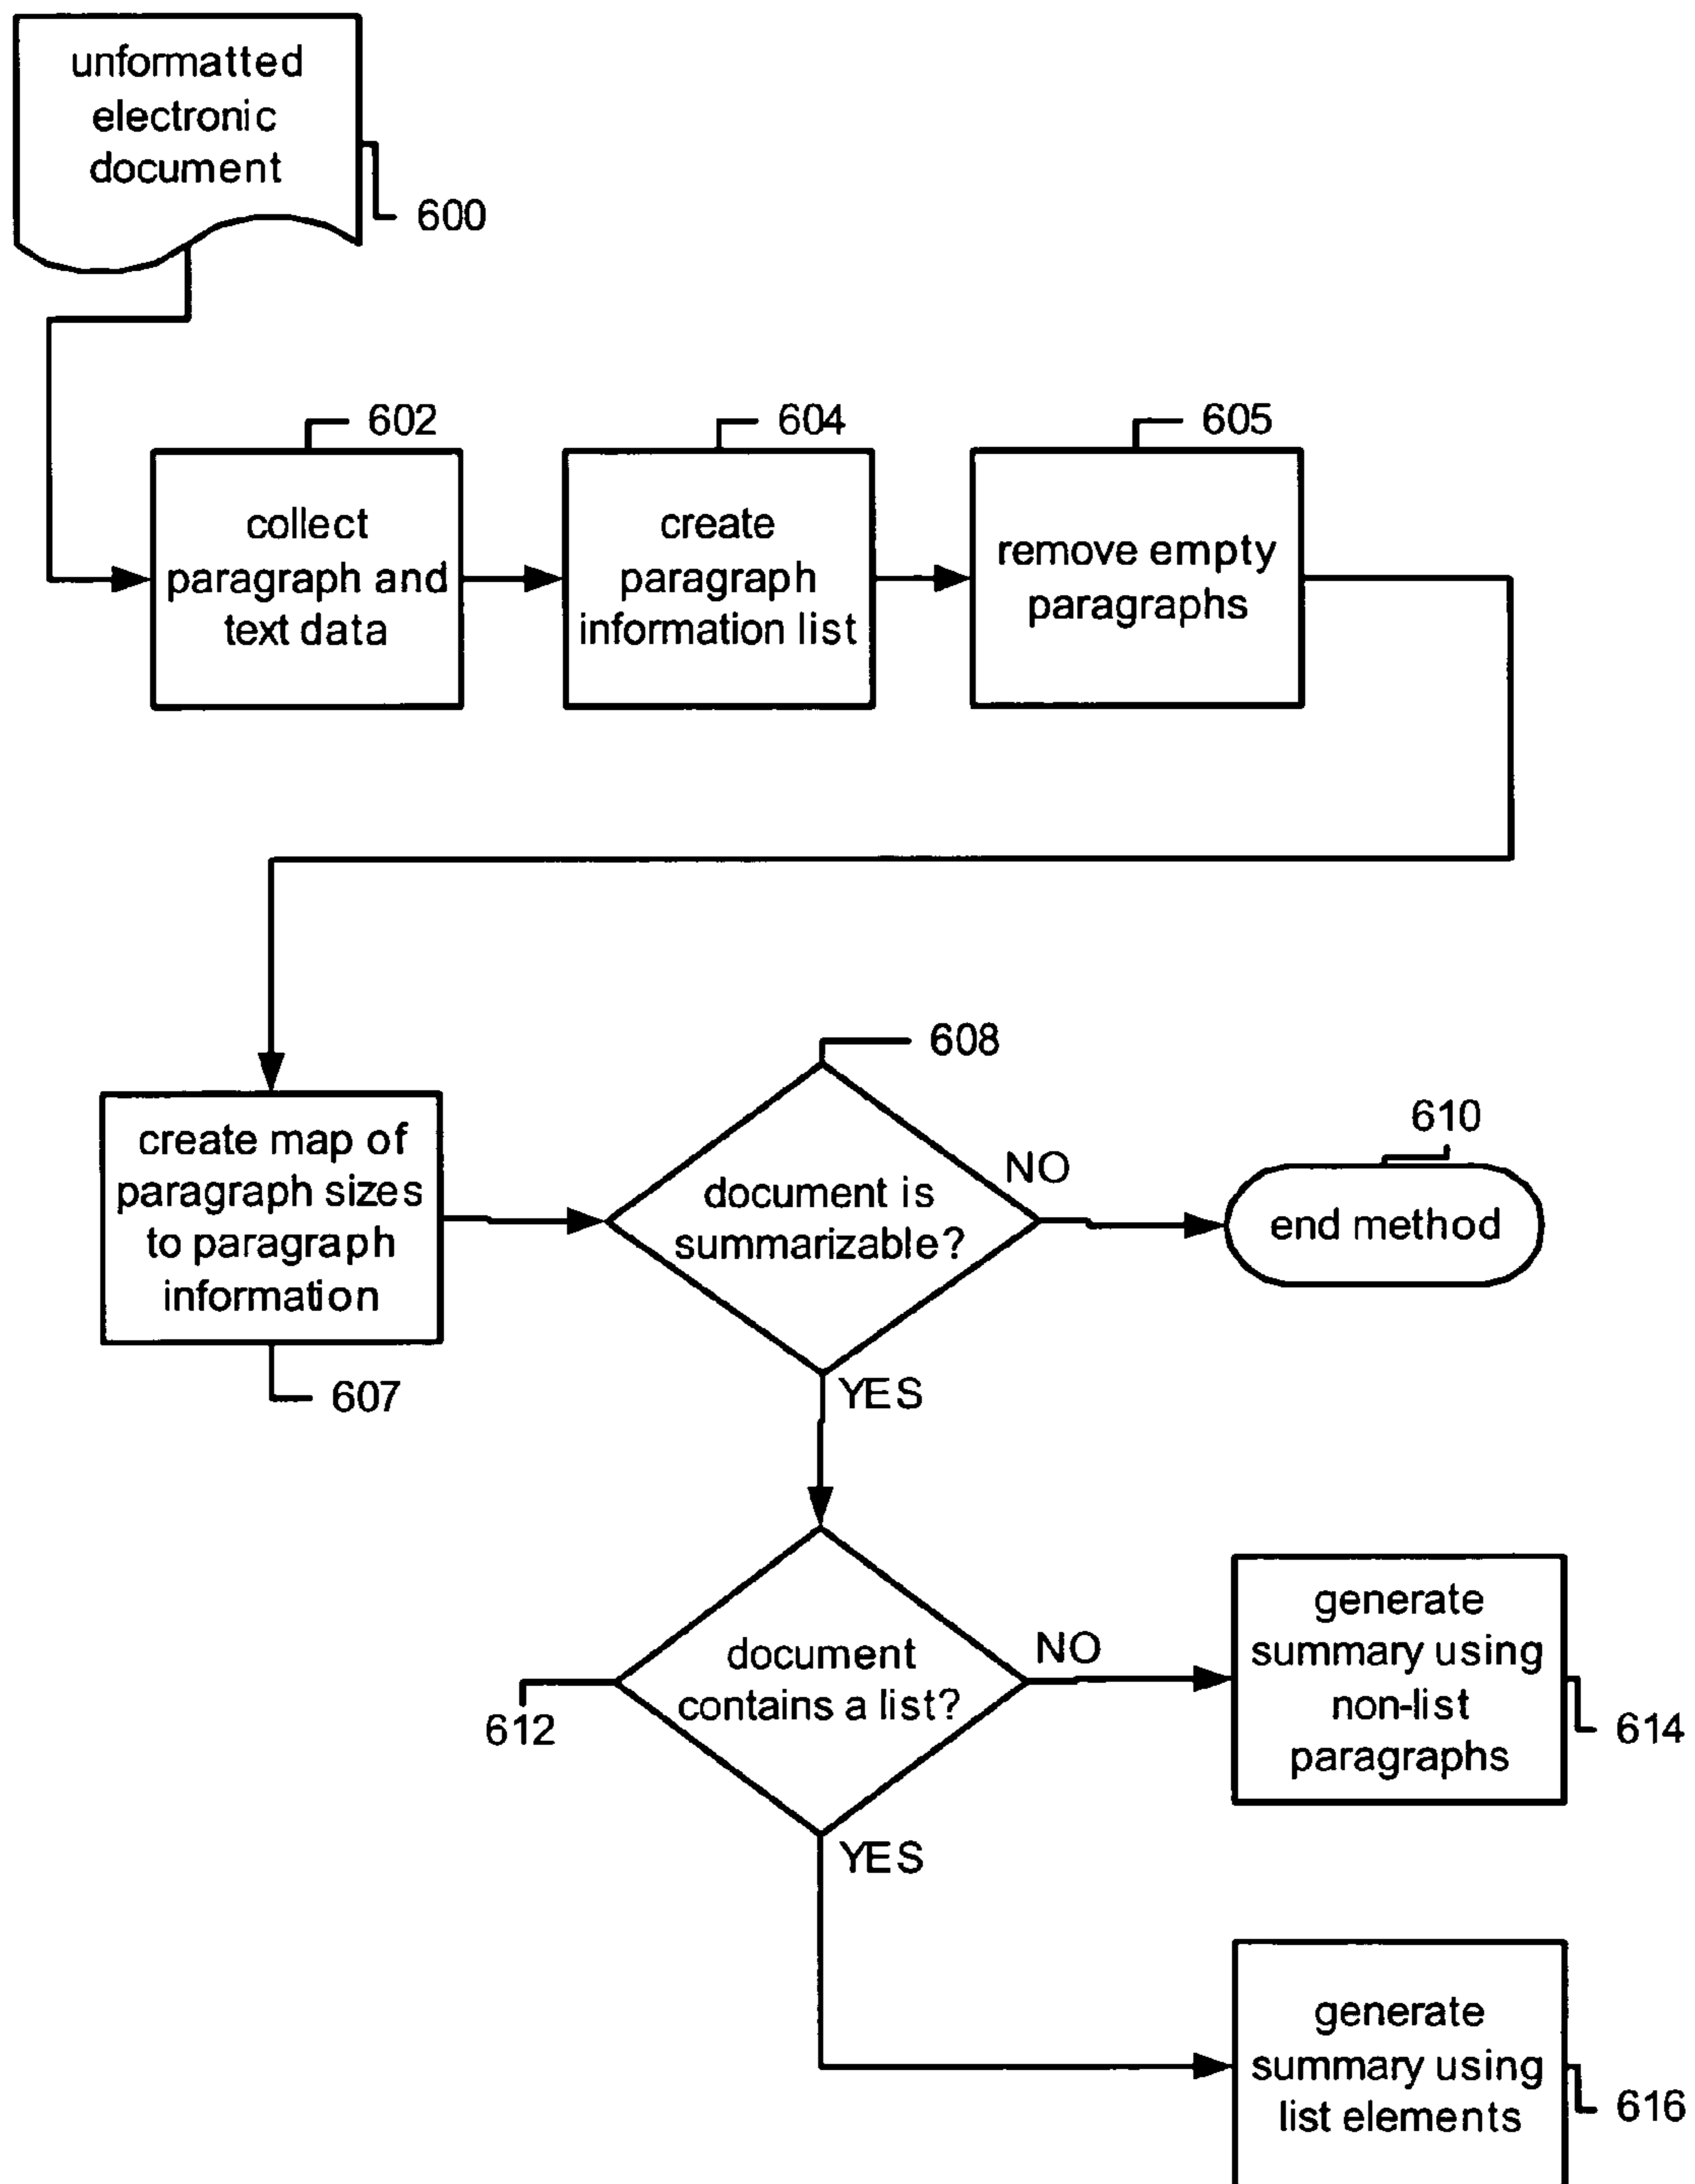 unformatted
electronic
document
600
602
collect
paragraph and
text data
604
create
paragraph
information list
605
remove empty
paragraphs
create map of
paragraph sizes
to paragraph
information
607
608
document is
summarizable?
NO
YES
610
end method
document
contains a list?
612
NO
YES
generate
summary using
non-list
paragraphs
614
generate
summary using
list elements
616